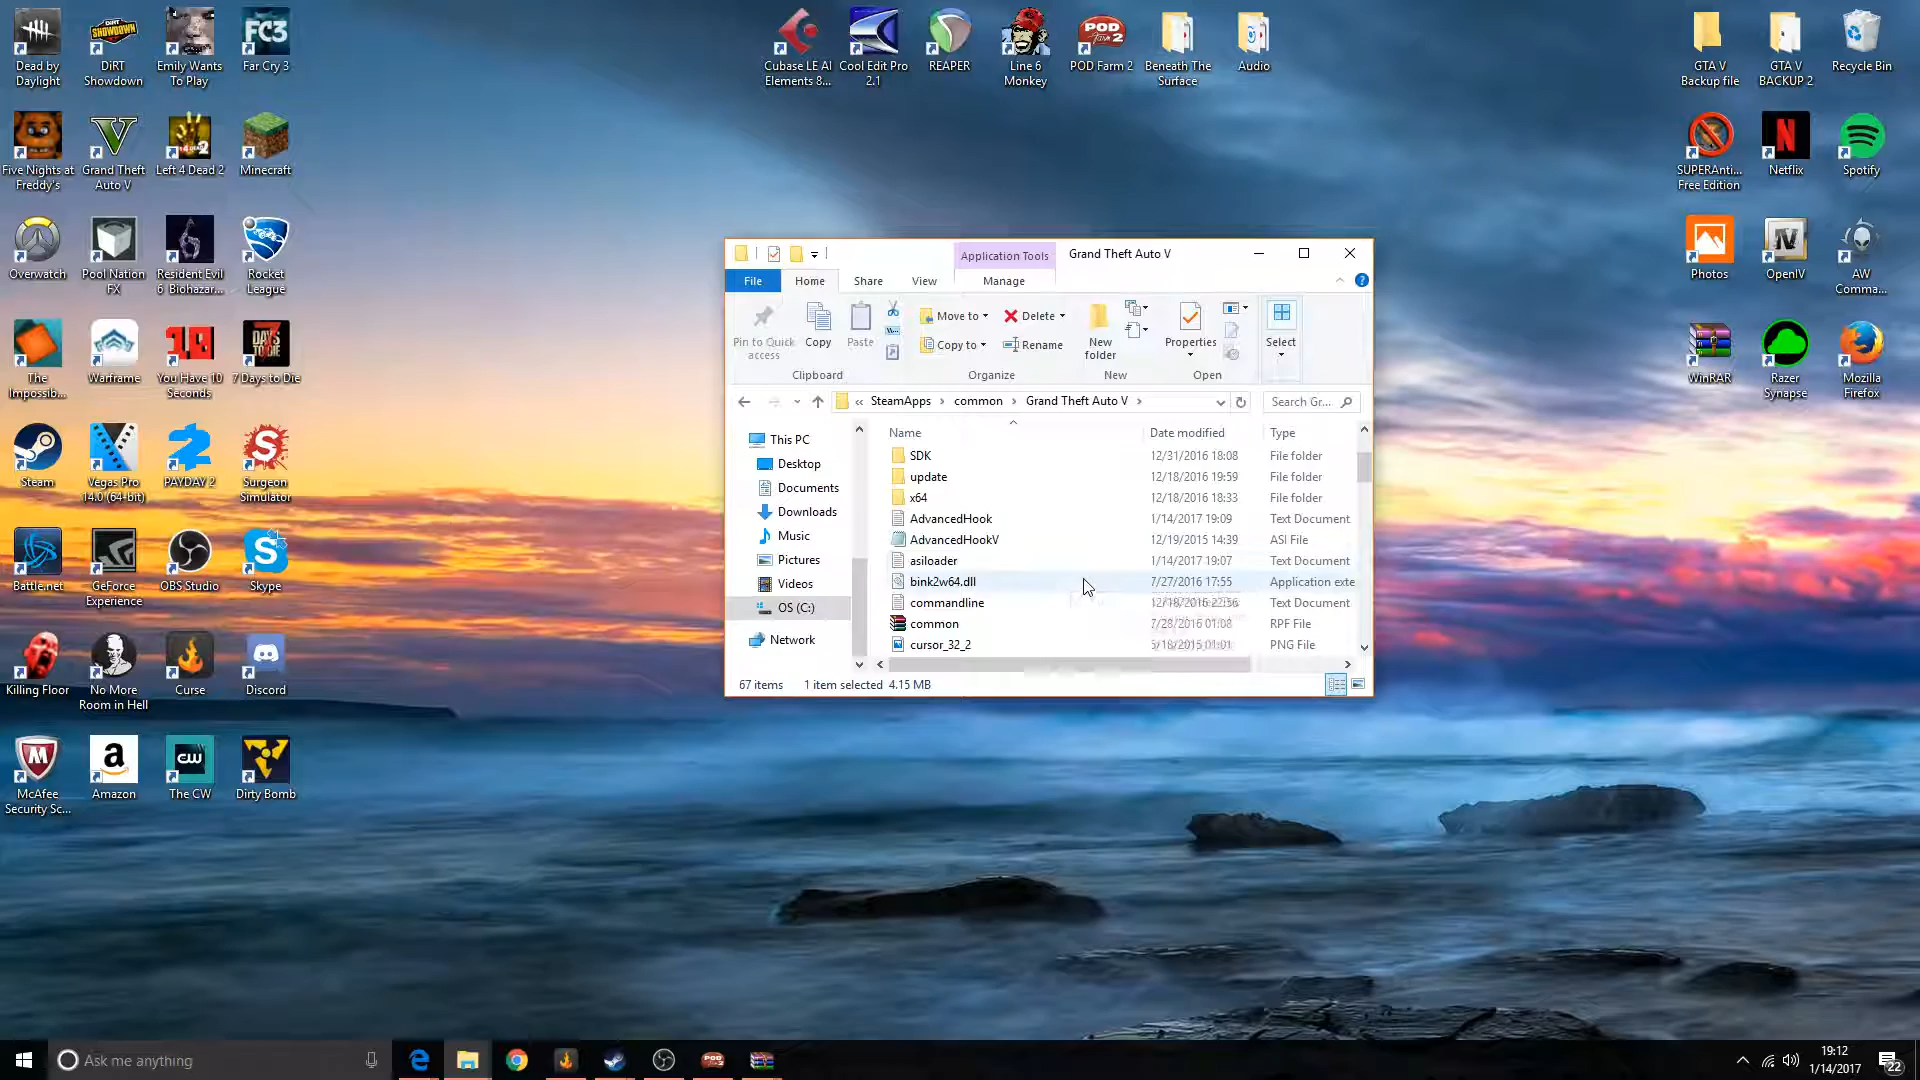 Dead by
Daylight
DiRT
Showdown
Emily Wants
To Play
Far Cry 3
FC3
SHOWDOWN
Cubase LE AI
Elements 8...
Cool Edit Pro
2.1
REAPER
Line 6
Monkey
POD Farm 2
POD
Beneath The
Surface
Audio
GTA V
Backup file
GTA V
BACKUP 2
Recycle Bin
Five Nights at
Freddy's
Grand Theft
Auto V
Left 4 Dead 2
Minecraft
SUPERAnti...
Free Edition
Netflix
Spotify
Overwatch
Pool Nation
FX
Resident Evil
6 Biohazar...
Rocket
League
Photos
OpenIV
AW
Comma...
The
Impossib...
Warframe
You Have 10
Seconds
7 Days to Die
WinRAR
Razer
Synapse
Mozilla
Firefox
Steam
Vegas Pro
14.0 (64-bit)
PAYDAY 2
Surgeon
Simulator
Battle.net
GeForce
Experience
OBS Studio
Skype
Killing Floor
No More
Room in Hell
Curse
Discord
McAfee
Security Sc...
Amazon
The CW
Dirty Bomb
Application Tools
Grand Theft Auto V
File
Home
Share
View
Manage
Pin to Quick
access
Copy
Paste
Move to
Copy to
Delete
Rename
New
folder
Properties
Select
Clipboard
Organize
New
Open
« SteamApps › common › Grand Theft Auto V ›
Search Gr...
This PC
Desktop
Documents
Downloads
Music
Pictures
Videos
OS (C:)
Network
Name Date modified Type
SDK 12/31/2016 18:08 File folder
update 12/18/2016 19:59 File folder
x64 12/18/2016 18:33 File folder
AdvancedHook 1/14/2017 19:09 Text Document
AdvancedHookV 12/19/2015 14:39 ASI File
asiloader 1/14/2017 19:07 Text Document
bink2w64.dll 7/27/2016 17:55 Application exte
commandline 12/18/2016 22:56 Text Document
common 7/28/2016 01:08 RPF File
cursor_32_2 5/18/2015 01:01 PNG File
67 items 1 item selected 4.15 MB
Ask me anything
19:12
1/14/2017
22